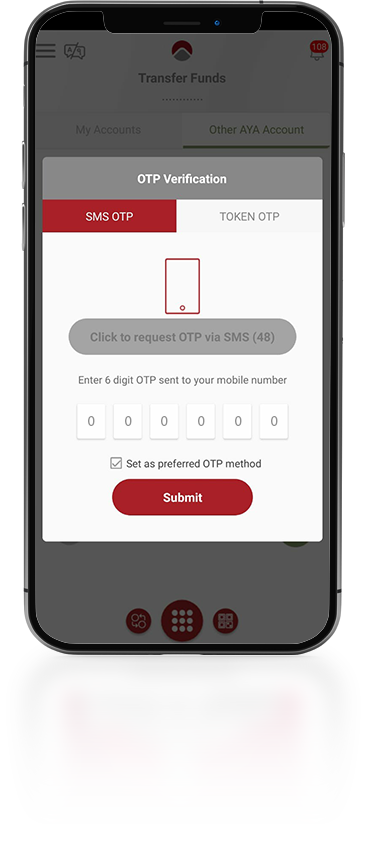 108
Transfer Funds
My Accounts
Other AYA Account
OTP Verification
SMS OTP
TOKEN OTP
Click to request OTP via SMS (48)
Enter 6 digit OTP sent to your mobile number
0 0 0 0 0 0
Set as preferred OTP method
Submit